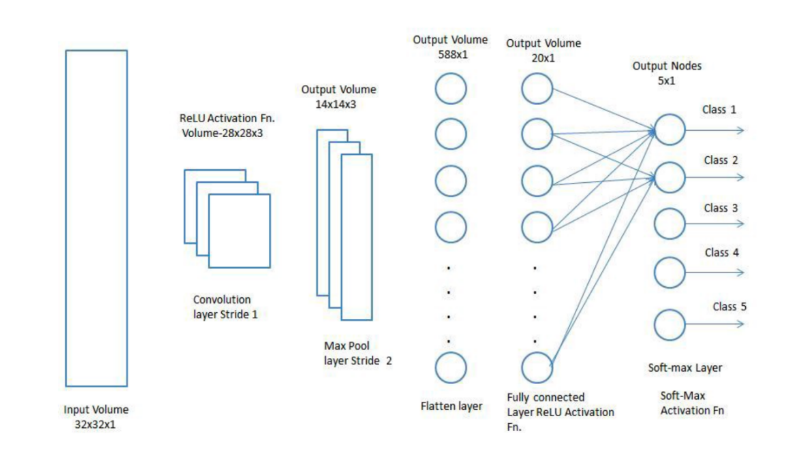 Input Volume
32x32x1
ReLU Activation Fn.
Volume-28x28x3
Convolution
layer Stride 1
Output Volume
14x14x3
Max Pool
layer Stride 2
Output Volume
588x1
Flatten layer
Output Volume
20x1
Fully connected
Layer ReLU Activation
Fn.
Output Nodes
5x1
Class 1
Class 2
Class 3
Class 4
Class 5
Soft-max Layer
Soft-Max
Activation Fn